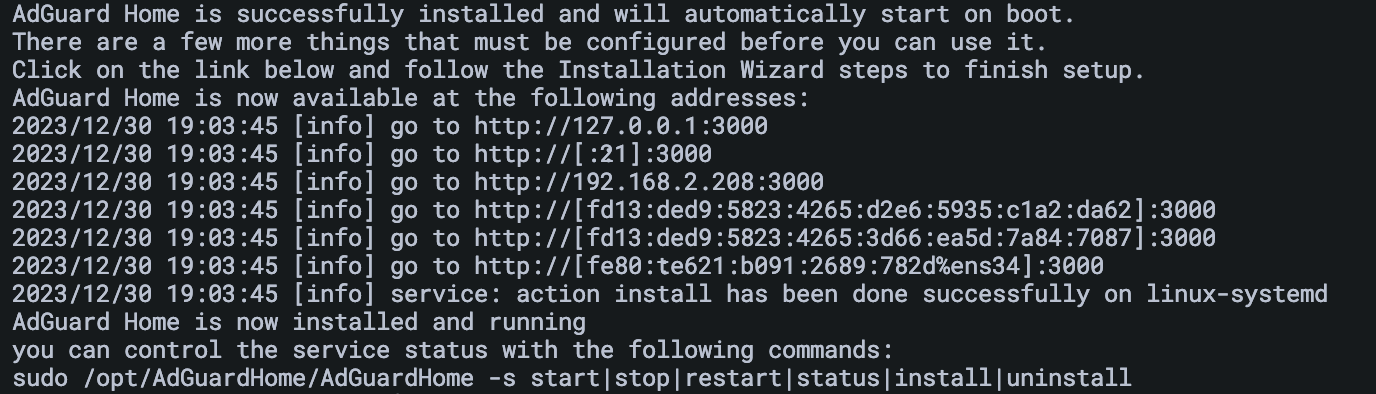 AdGuard Home is successfully installed and will automatically start on boot.
There are a few more things that must be configured before you can use it.
Click on the link below and follow the Installation Wizard steps to finish setup.
AdGuard Home is now available at the following addresses:
2023/12/30 19:03:45 [info] go to http://127.0.0.1:3000
2023/12/30 19:03:45 [info] go to http://[:21]:3000
2023/12/30 19:03:45 [info] go to http://192.168.2.208:3000
2023/12/30 19:03:45 [info] go to http://[fd13:ded9:5823:4265:d2e6:5935:c1a2:da62]:3000
2023/12/30 19:03:45 [info] go to http://[fd13:ded9:5823:4265:3d66:ea5d:7a84:7087]:3000
2023/12/30 19:03:45 [info] go to http://[fe80:te621:b091:2689:782d%ens34]:3000
2023/12/30 19:03:45 [info] service: action install has been done successfully on linux-systemd
AdGuard Home is now installed and running
you can control the service status with the following commands:
sudo /opt/AdGuardHome/AdGuardHome -s start|stop|restart|status|install|uninstall